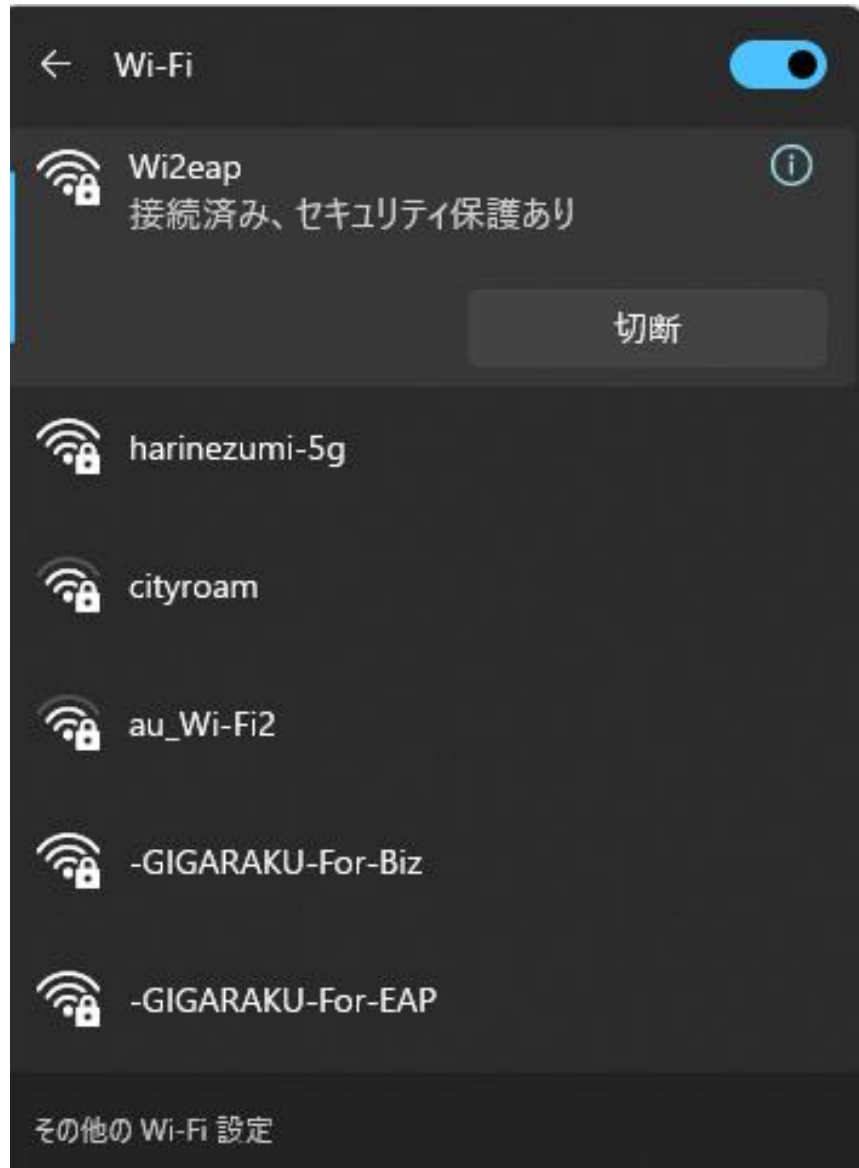 Wi-Fi
Wi2eap
接続済み、セキュリティ保護あり
切断
harinezumi-5g
cityroam
au_Wi-Fi2
-GIGARAKU-For-Biz
-GIGARAKU-For-EAP
その他の Wi-Fi 設定